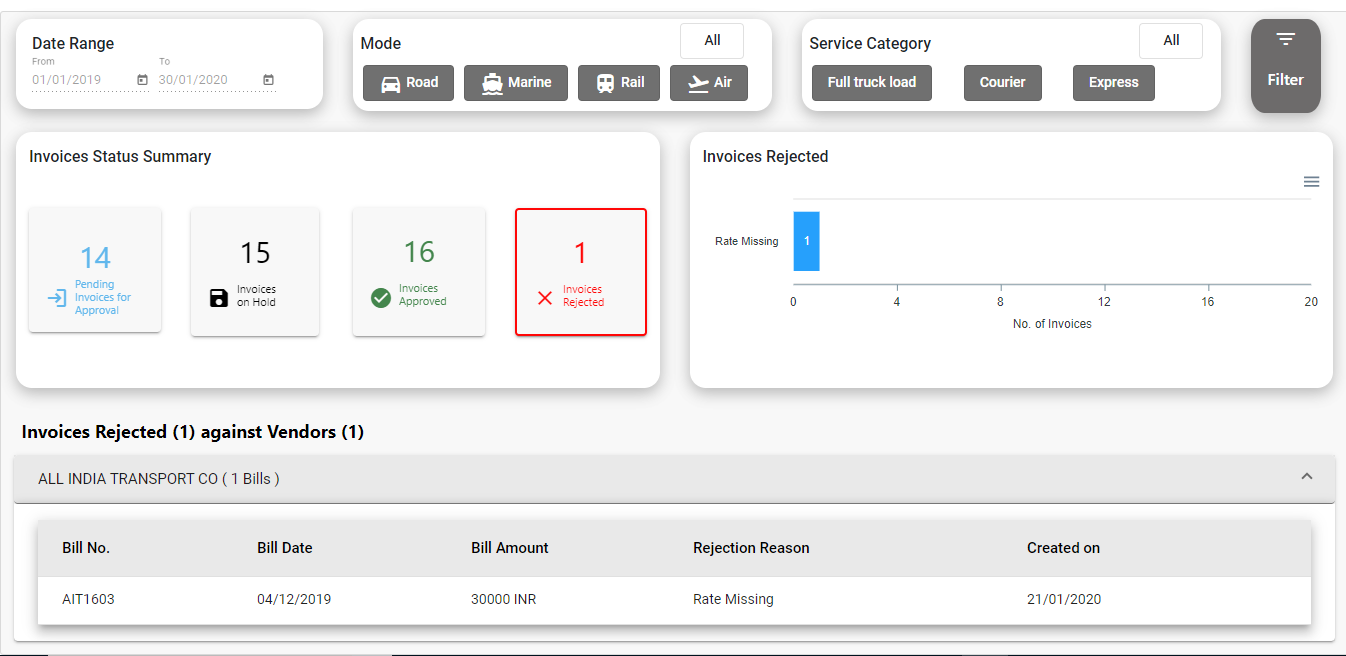 Date Range
From To
01/01/2019 30/01/2020
Mode All
Road Marine Rail Air
Service Category All
Full truck load Courier Express
Filter
Invoices Status Summary
14
Pending
Invoices for
Approval
15
Invoices
on Hold
16
Invoices
Approved
1
Invoices
Rejected
Invoices Rejected
Rate Missing 1
0 4 8 12 16 20
No. of Invoices
Invoices Rejected (1) against Vendors (1)
ALL INDIA TRANSPORT CO ( 1 Bills )
Bill No. Bill Date Bill Amount Rejection Reason Created on
AIT1603 04/12/2019 30000 INR Rate Missing 21/01/2020